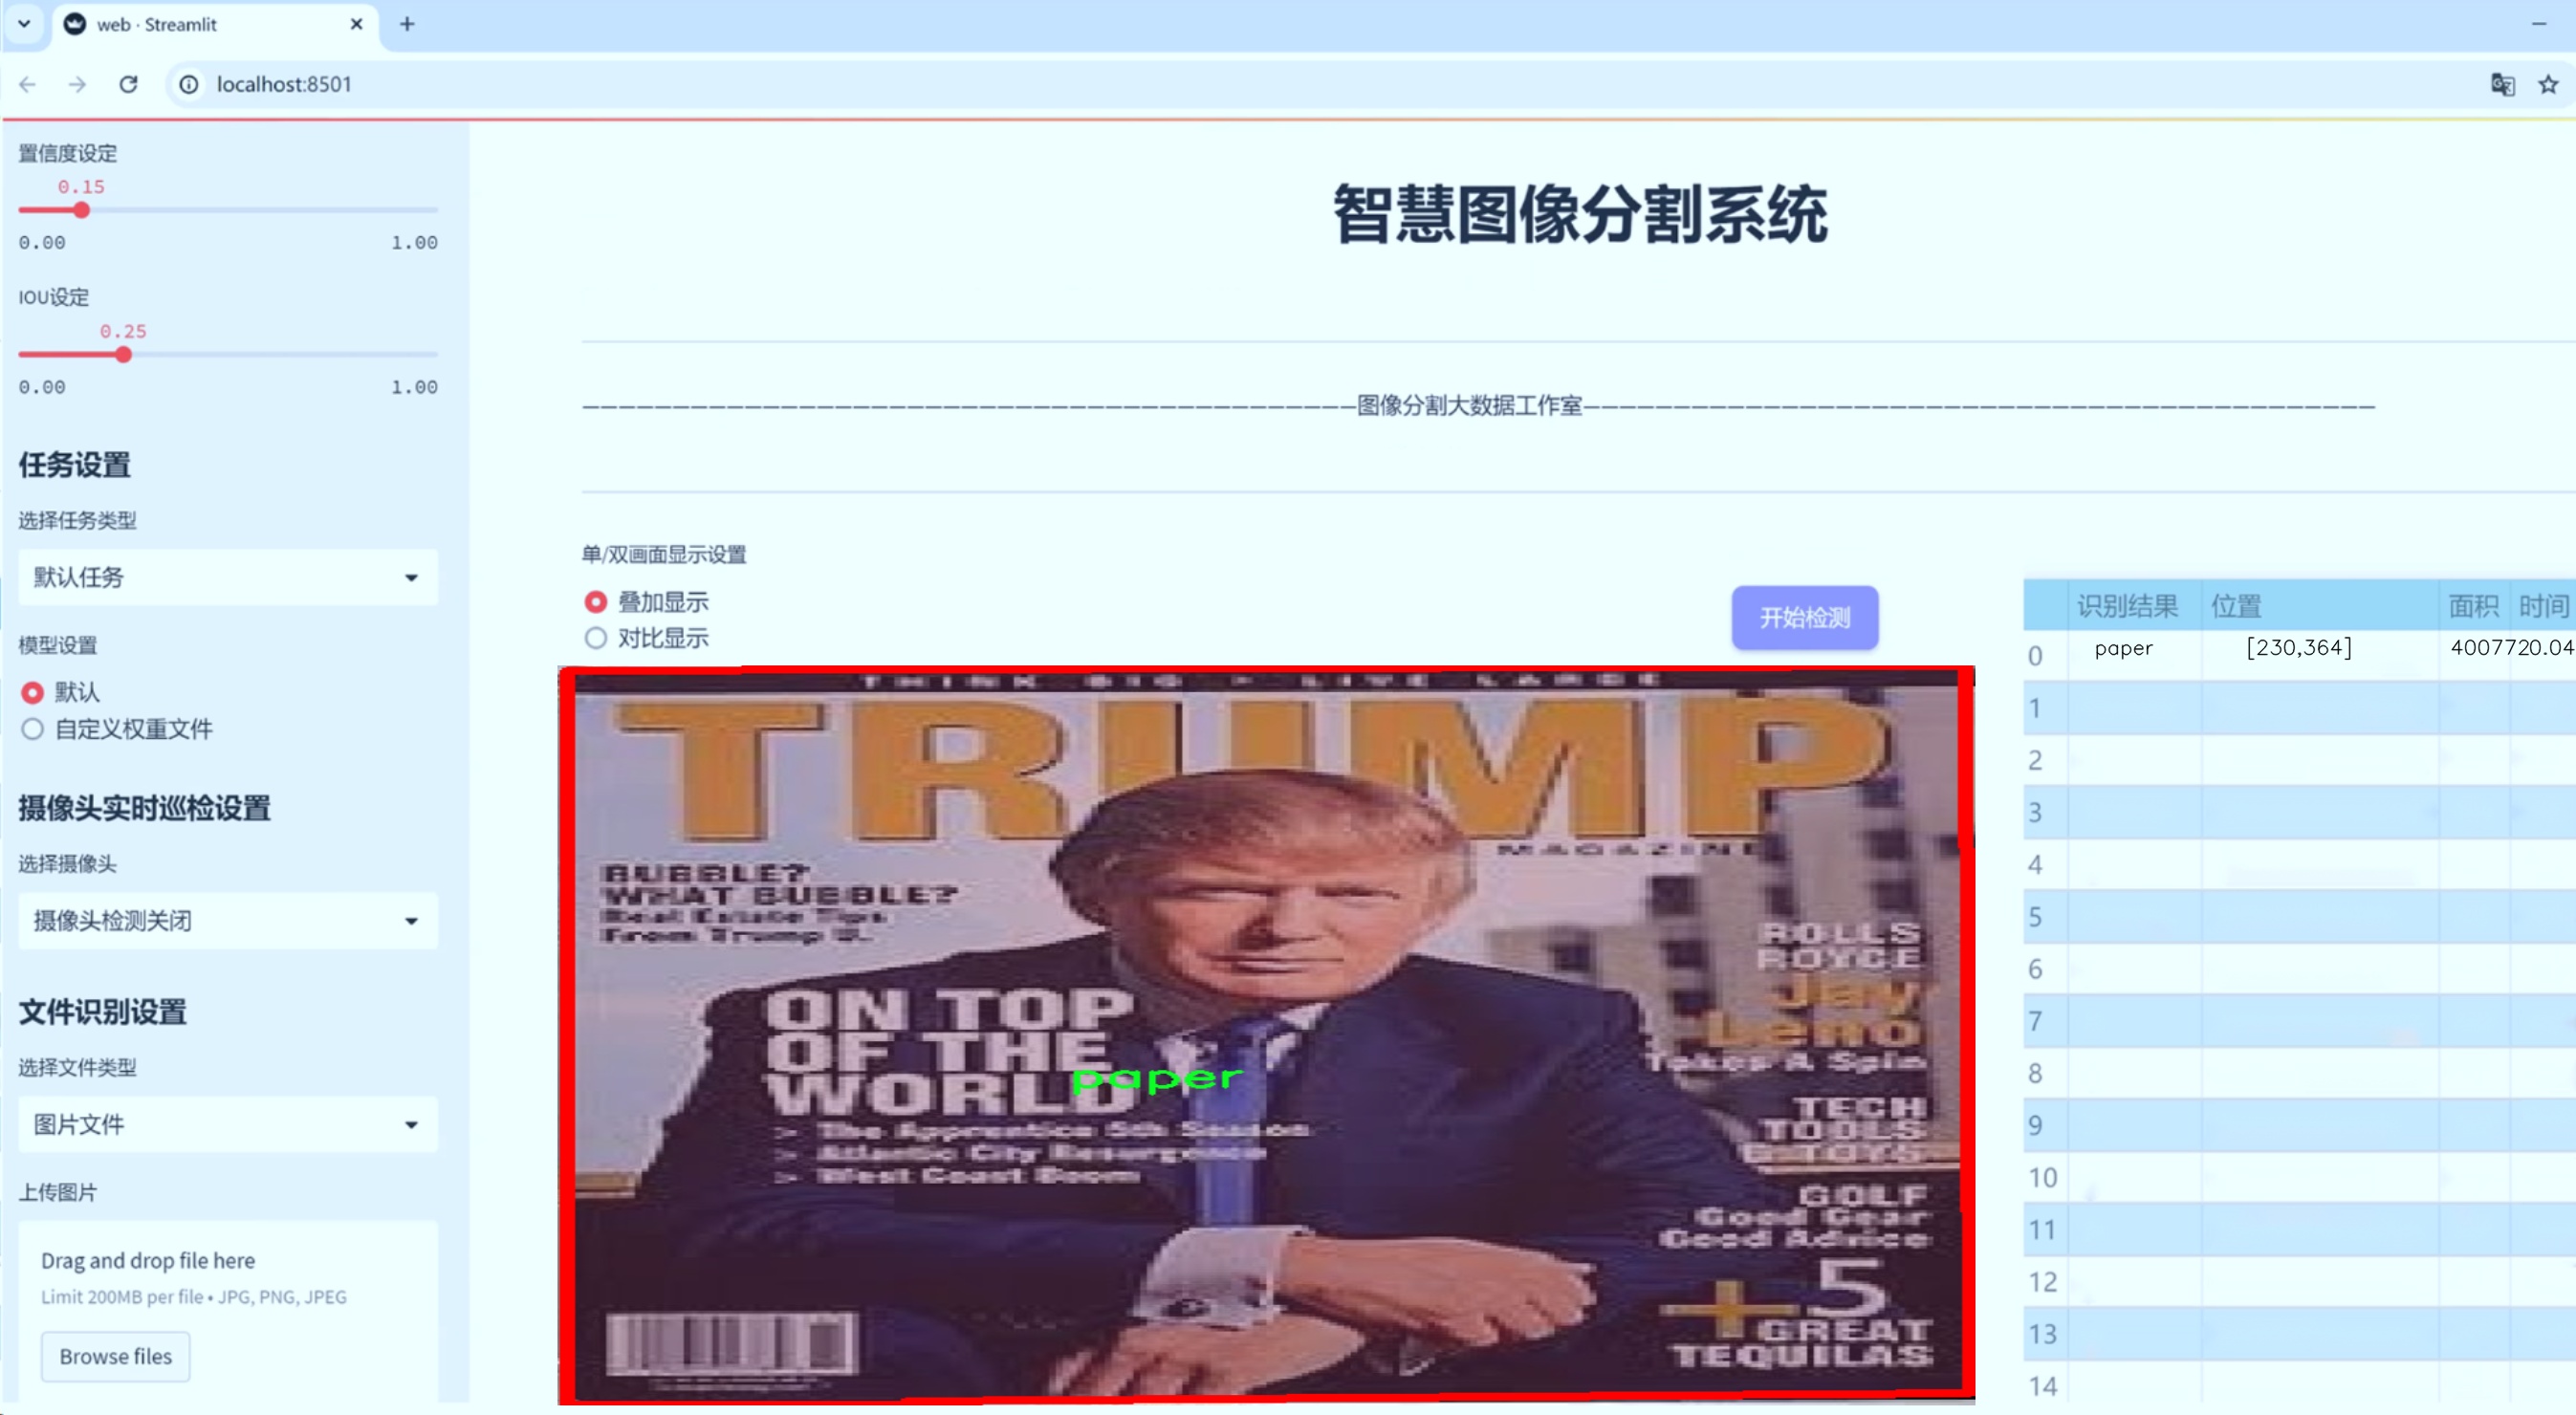 web · Streamlit
localhost:8501
置信度设定
0.15
0.00 1.00
IOU设定
0.25
0.00 1.00
任务设置
选择任务类型
默认任务
模型设置
默认
自定义权重文件
摄像头实时巡检设置
选择摄像头
摄像头检测关闭
文件识别设置
选择文件类型
图片文件
上传图片
Drag and drop file here
Limit 200MB per file • JPG, PNG, JPEG
Browse files
智慧图像分割系统
图像分割大数据工作室
单/双画面显示设置
叠加显示
对比显示
开始检测
THINK BIG - LIVE LARGE
TRUMP
MAGAZINE
BUBBLE?
WHAT BUBBLE?
Real Estate Tips
From Trump U.
ON TOP
OF THE
WORLD
paper
> The Apprentice 5th Season
> Atlantic City Resurgence
> West Coast Boom
ROLLS
ROYCE
Jay
Leno
Takes A Spin
TECH
TOOLS
& TOYS
GOLF
Good Gear
Good Advice
+5
GREAT
TEQUILAS
识别结果 位置 面积 时间
0 paper [230,364] 4007720.04
1
2
3
4
5
6
7
8
9
10
11
12
13
14